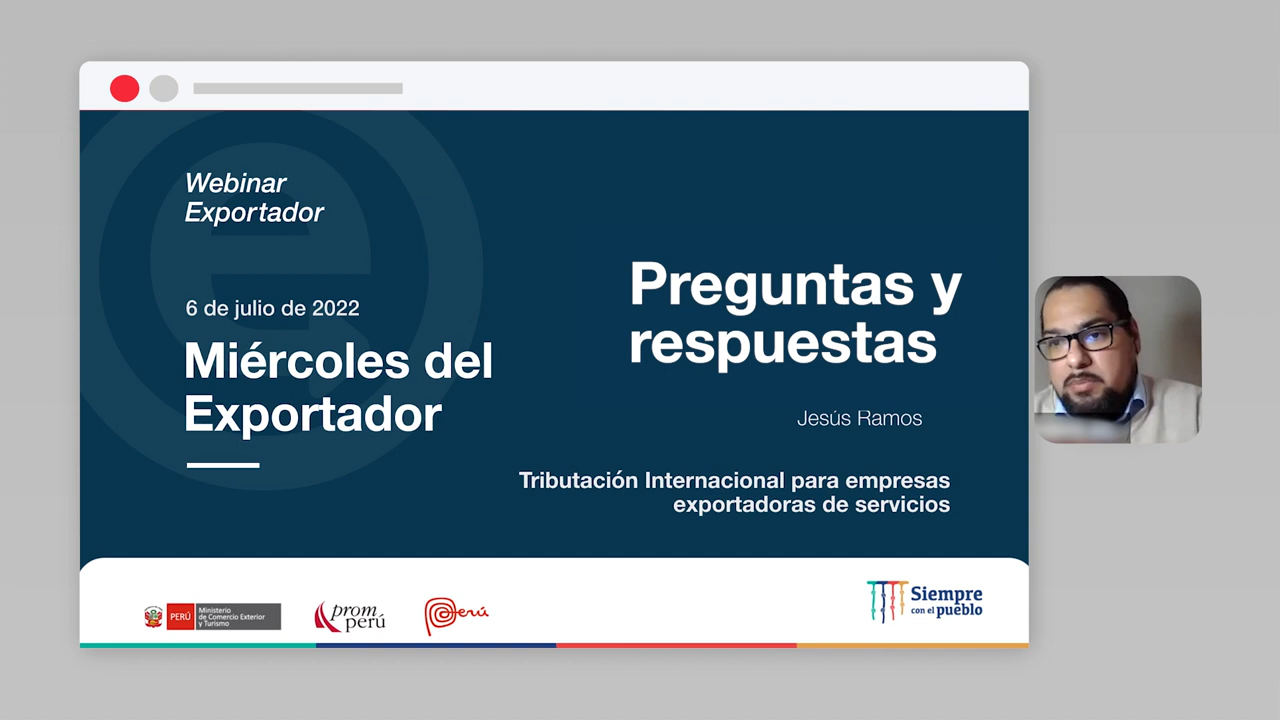 Webinar
Exportador
6 de julio de 2022
Miércoles del
Exportador
Preguntas y
respuestas
Jesús Ramos
Tributación Internacional para empresas
exportadoras de servicios
PERÚ
Ministerio
de Comercio Exterior
y Turismo
prom
perú
Perú
Siempre
con el pueblo